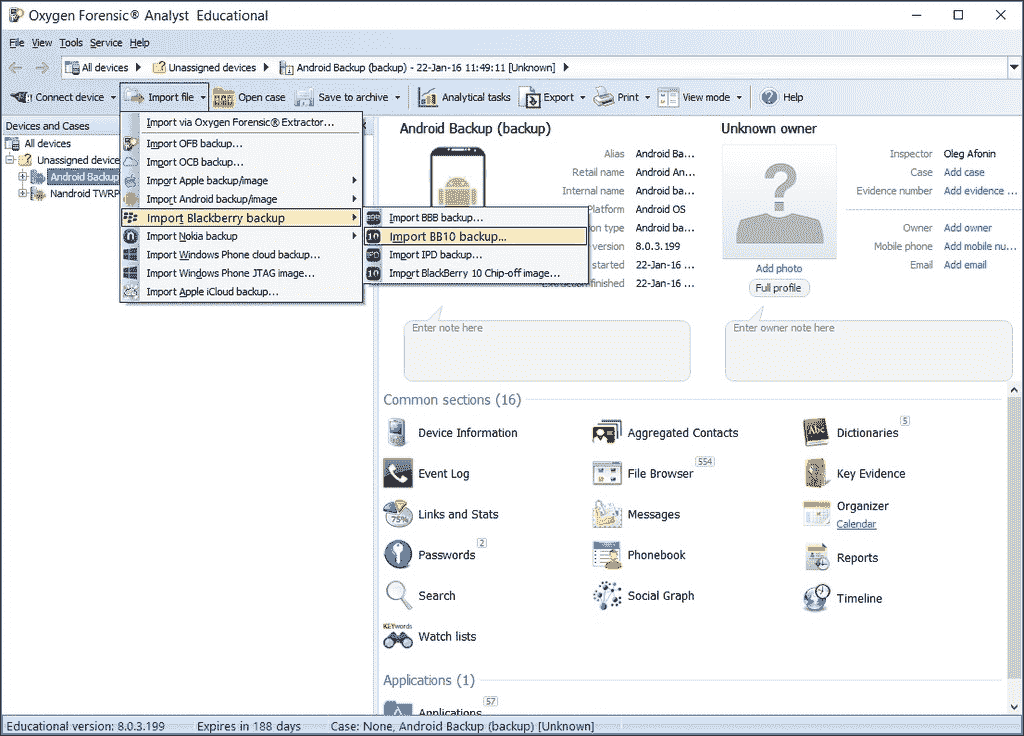 Oxygen Forensic® Analyst Educational
File View Tools Service Help
All devices Unassigned devices Android Backup (backup) - 22-Jan-16 11:49:11 [Unknown]
Connect device Import file Open case Save to archive Analytical tasks Export Print View mode Help
Devices and Cases
All devices
Unassigned device
Android Backup
Nandroid TWRP
Import via Oxygen Forensic® Extractor...
Import OFB backup...
Import OCB backup...
Import Apple backup/image
Import Android backup/image
Import Blackberry backup
Import Nokia backup
Import Windows Phone cloud backup...
Import Windows Phone JTAG image...
Import Apple iCloud backup...
Import BBB backup...
Import BB10 backup...
Import IPD backup...
Import BlackBerry 10 Chip-off image...
Android Backup (backup)
Alias Android Ba...
Retail name Android An...
Internal name Android ba...
Platform Android OS
on type Android ba...
version 8.0.3.199
started 22-Jan-16 ...
finished 22-Jan-16 ...
Unknown owner
Add photo
Full profile
Inspector Oleg Afonin
Case Add case
Evidence number Add evidence ...
Owner Add owner
Mobile phone Add mobile nu...
Email Add email
Enter note here
Enter owner note here
Common sections (16)
Device Information
Aggregated Contacts
Dictionaries 5
Event Log
File Browser 554
Key Evidence
75%
Links and Stats
Messages
Organizer
Calendar
Passwords 2
Phonebook
Reports
Search
Social Graph
Timeline
KEYwords
Watch lists
Applications (1)
Applications 57
Educational version: 8.0.3.199 Expires in 188 days Case: None, Android Backup (backup) [Unknown]